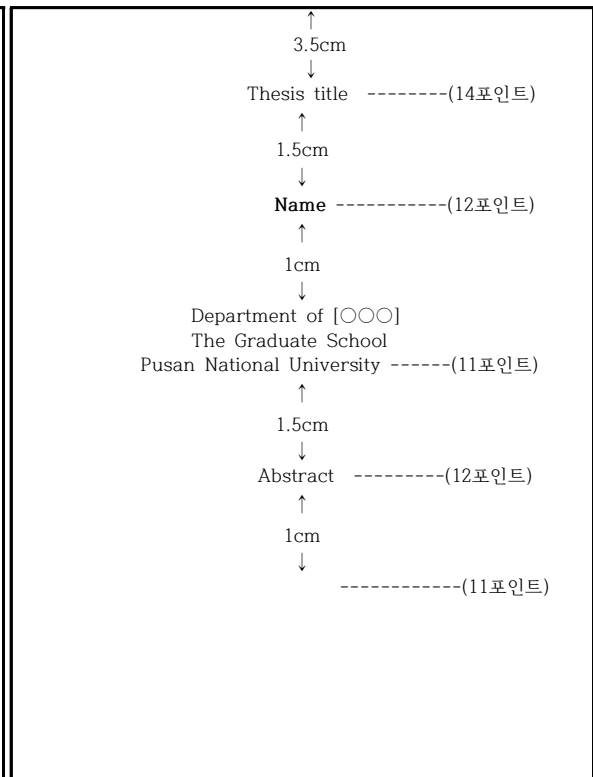 ↑
3.5cm
↓
Thesis title --------(14포인트)
↑
1.5cm
↓
Name -----------(12포인트)
↑
1cm
↓
Department of [○○○]
The Graduate School
Pusan National University ------(11포인트)
↑
1.5cm
↓
Abstract ---------(12포인트)
↑
1cm
↓
------------(11포인트)